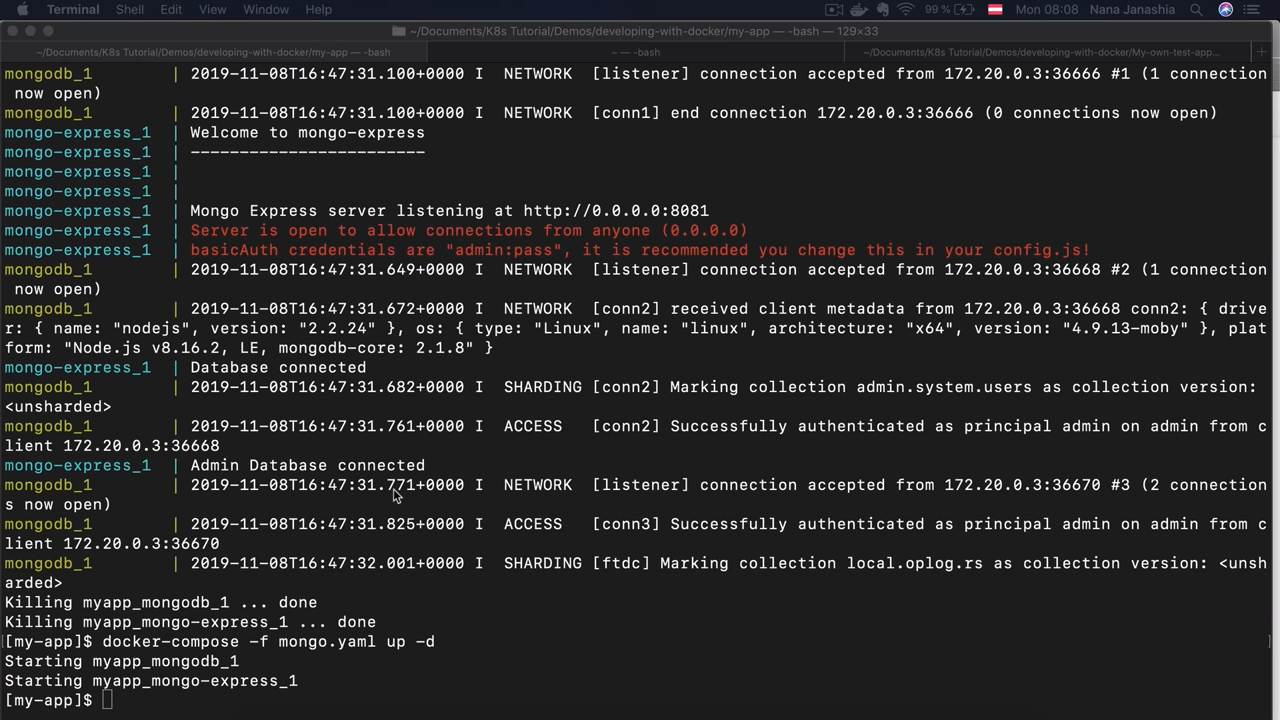 Terminal Shell Edit View Window Help 99 % Mon 08:08 Nana Janashia
~/Documents/K8s Tutorial/Demos/developing-with-docker/my-app — -bash — 129×33
~/Documents/K8s Tutorial/Demos/developing-with-docker/my-app — -bash ~ — -bash ~/Documents/K8s Tutorial/Demos/developing-with-docker/My-own-test-app... +
mongodb_1 | 2019-11-08T16:47:31.100+0000 I NETWORK [listener] connection accepted from 172.20.0.3:36666 #1 (1 connection
now open)
mongodb_1 | 2019-11-08T16:47:31.100+0000 I NETWORK [conn1] end connection 172.20.0.3:36666 (0 connections now open)
mongo-express_1 | Welcome to mongo-express
mongo-express_1 | ------------------------
mongo-express_1 |
mongo-express_1 |
mongo-express_1 | Mongo Express server listening at http://0.0.0.0:8081
mongo-express_1 | Server is open to allow connections from anyone (0.0.0.0)
mongo-express_1 | basicAuth credentials are "admin:pass", it is recommended you change this in your config.js!
mongodb_1 | 2019-11-08T16:47:31.649+0000 I NETWORK [listener] connection accepted from 172.20.0.3:36668 #2 (1 connection
now open)
mongodb_1 | 2019-11-08T16:47:31.672+0000 I NETWORK [conn2] received client metadata from 172.20.0.3:36668 conn2: { drive
r: { name: "nodejs", version: "2.2.24" }, os: { type: "Linux", name: "linux", architecture: "x64", version: "4.9.13-moby" }, plat
form: "Node.js v8.16.2, LE, mongodb-core: 2.1.8" }
mongo-express_1 | Database connected
mongodb_1 | 2019-11-08T16:47:31.682+0000 I SHARDING [conn2] Marking collection admin.system.users as collection version:
<unsharded>
mongodb_1 | 2019-11-08T16:47:31.761+0000 I ACCESS [conn2] Successfully authenticated as principal admin on admin from c
lient 172.20.0.3:36668
mongo-express_1 | Admin Database connected
mongodb_1 | 2019-11-08T16:47:31.771+0000 I NETWORK [listener] connection accepted from 172.20.0.3:36670 #3 (2 connection
s now open)
mongodb_1 | 2019-11-08T16:47:31.825+0000 I ACCESS [conn3] Successfully authenticated as principal admin on admin from c
lient 172.20.0.3:36670
mongodb_1 | 2019-11-08T16:47:32.001+0000 I SHARDING [ftdc] Marking collection local.oplog.rs as collection version: <unsh
arded>
Killing myapp_mongodb_1 ... done
Killing myapp_mongo-express_1 ... done
[my-app]$ docker-compose -f mongo.yaml up -d
Starting myapp_mongodb_1
Starting myapp_mongo-express_1
[my-app]$